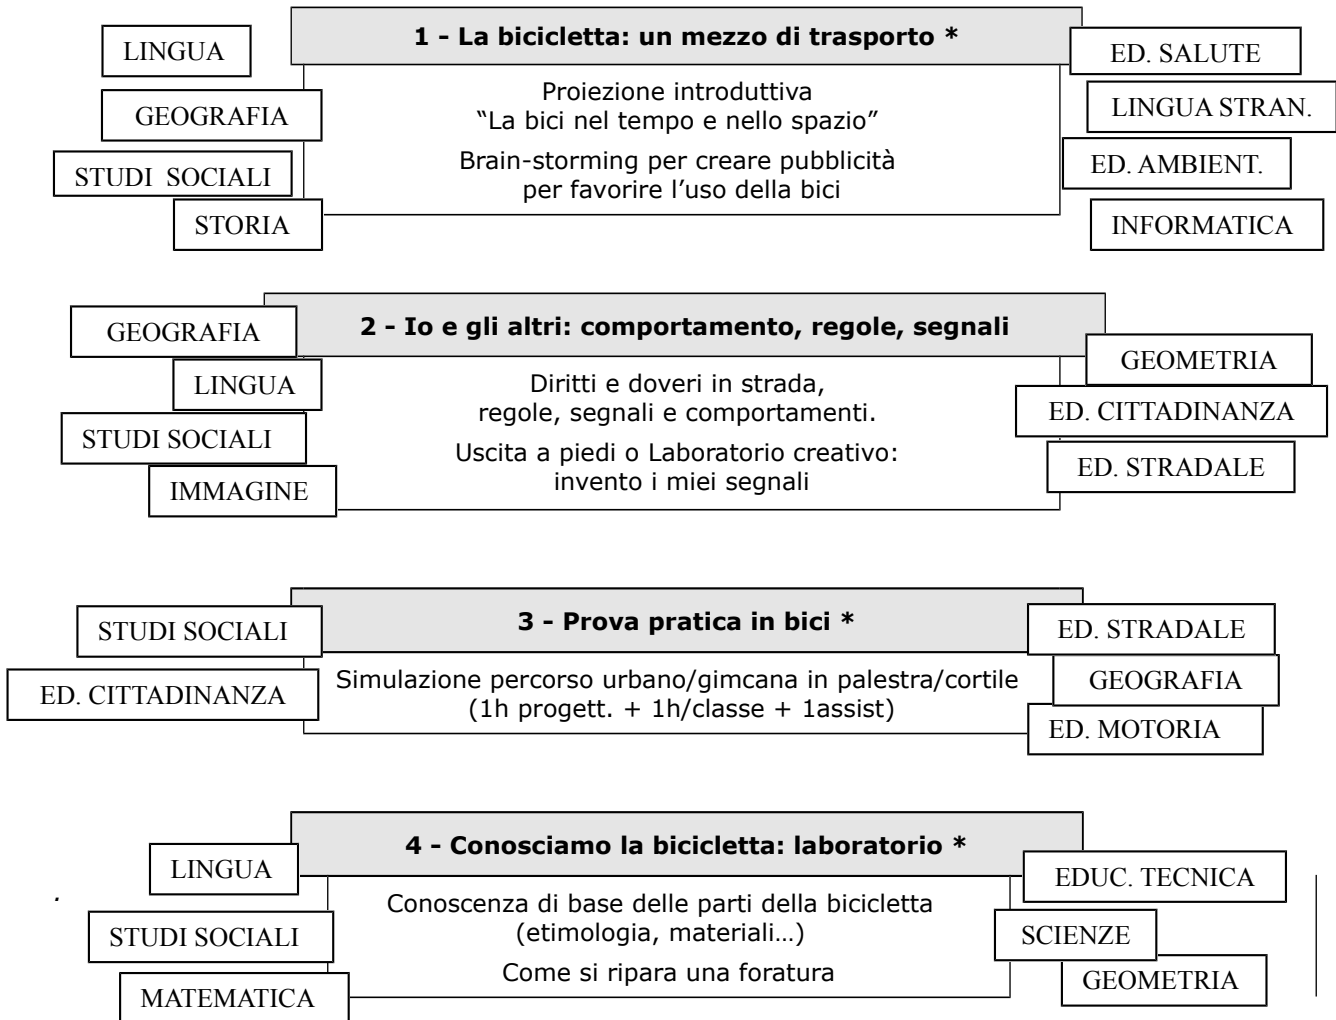 1 - La bicicletta: un mezzo di trasporto *
LINGUA
GEOGRAFIA
STUDI SOCIALI
STORIA
Proiezione introduttiva
“La bici nel tempo e nello spazio”
Brain-storming per creare pubblicità
per favorire l’uso della bici
ED. SALUTE
LINGUA STRAN.
ED. AMBIENT.
INFORMATICA
2 - Io e gli altri: comportamento, regole, segnali
GEOGRAFIA
LINGUA
STUDI SOCIALI
IMMAGINE
Diritti e doveri in strada,
regole, segnali e comportamenti.
Uscita a piedi o Laboratorio creativo:
invento i miei segnali
GEOMETRIA
ED. CITTADINANZA
ED. STRADALE
3 - Prova pratica in bici *
STUDI SOCIALI
ED. CITTADINANZA
Simulazione percorso urbano/gimcana in palestra/cortile
(1h progett. + 1h/classe + 1assist)
ED. STRADALE
GEOGRAFIA
ED. MOTORIA
4 - Conosciamo la bicicletta: laboratorio *
LINGUA
.
STUDI SOCIALI
MATEMATICA
Conoscenza di base delle parti della bicicletta
(etimologia, materiali…)
Come si ripara una foratura
EDUC. TECNICA
SCIENZE
GEOMETRIA